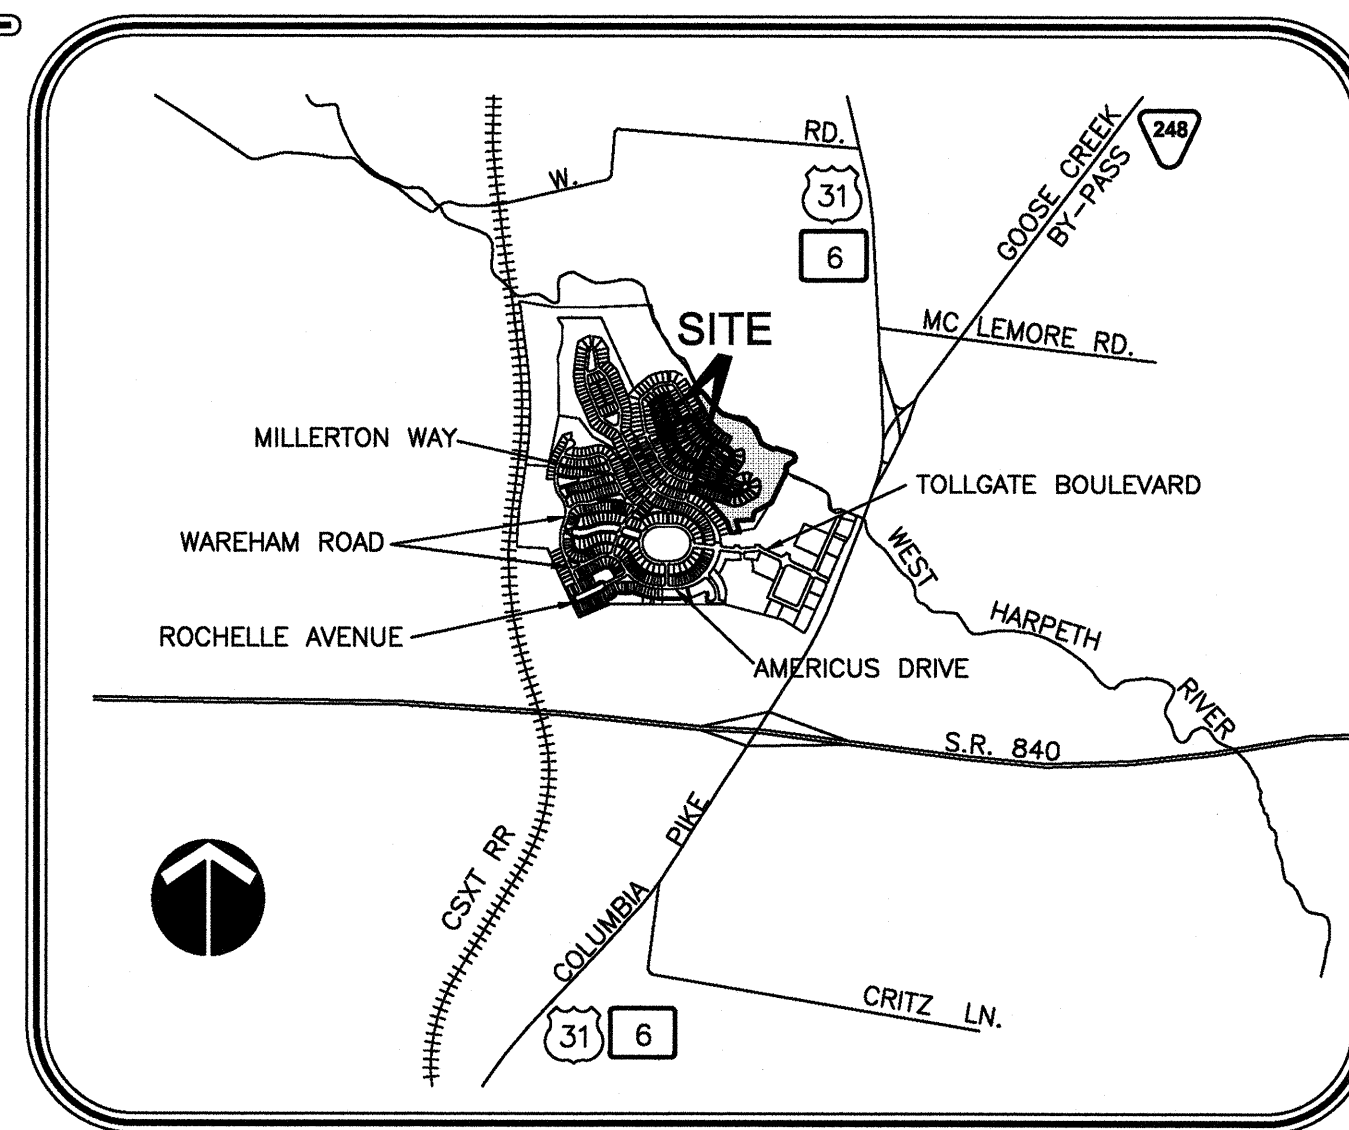 RD.
248
GOOSE CREEK
BY-PASS
W.
31
6
SITE
MC LEMORE RD.
MILLERTON WAY
TOLLGATE BOULEVARD
WAREHAM ROAD
WEST
HARPETH
RIVER
ROCHELLE AVENUE
AMERICUS DRIVE
S.R. 840
CSXT RR
COLUMBIA PIKE
CRITZ LN.
31
6